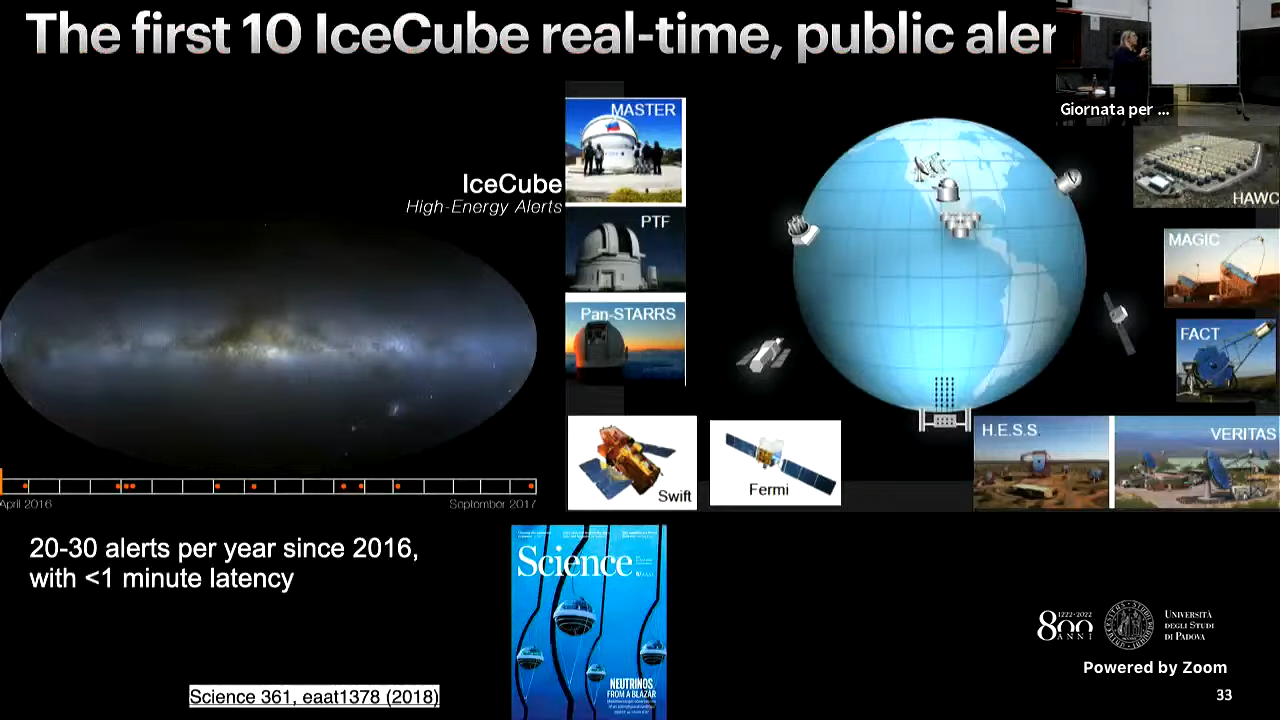 The first 10 IceCube real-time, public aler
Giornata per ...
IceCube
High-Energy Alerts
MASTER
PTF
Pan-STARRS
Swift
Fermi
HAWC
MAGIC
FACT
H.E.S.S.
VERITAS
April 2016
September 2017
20-30 alerts per year since 2016,
with <1 minute latency
Science
NEUTRINOS
FROM A BLAZAR
Science 361, eaat1378 (2018)
1222·2022
800
ANNI
UNIVERSITÀ
DEGLI STUDI
DI PADOVA
Powered by Zoom
33